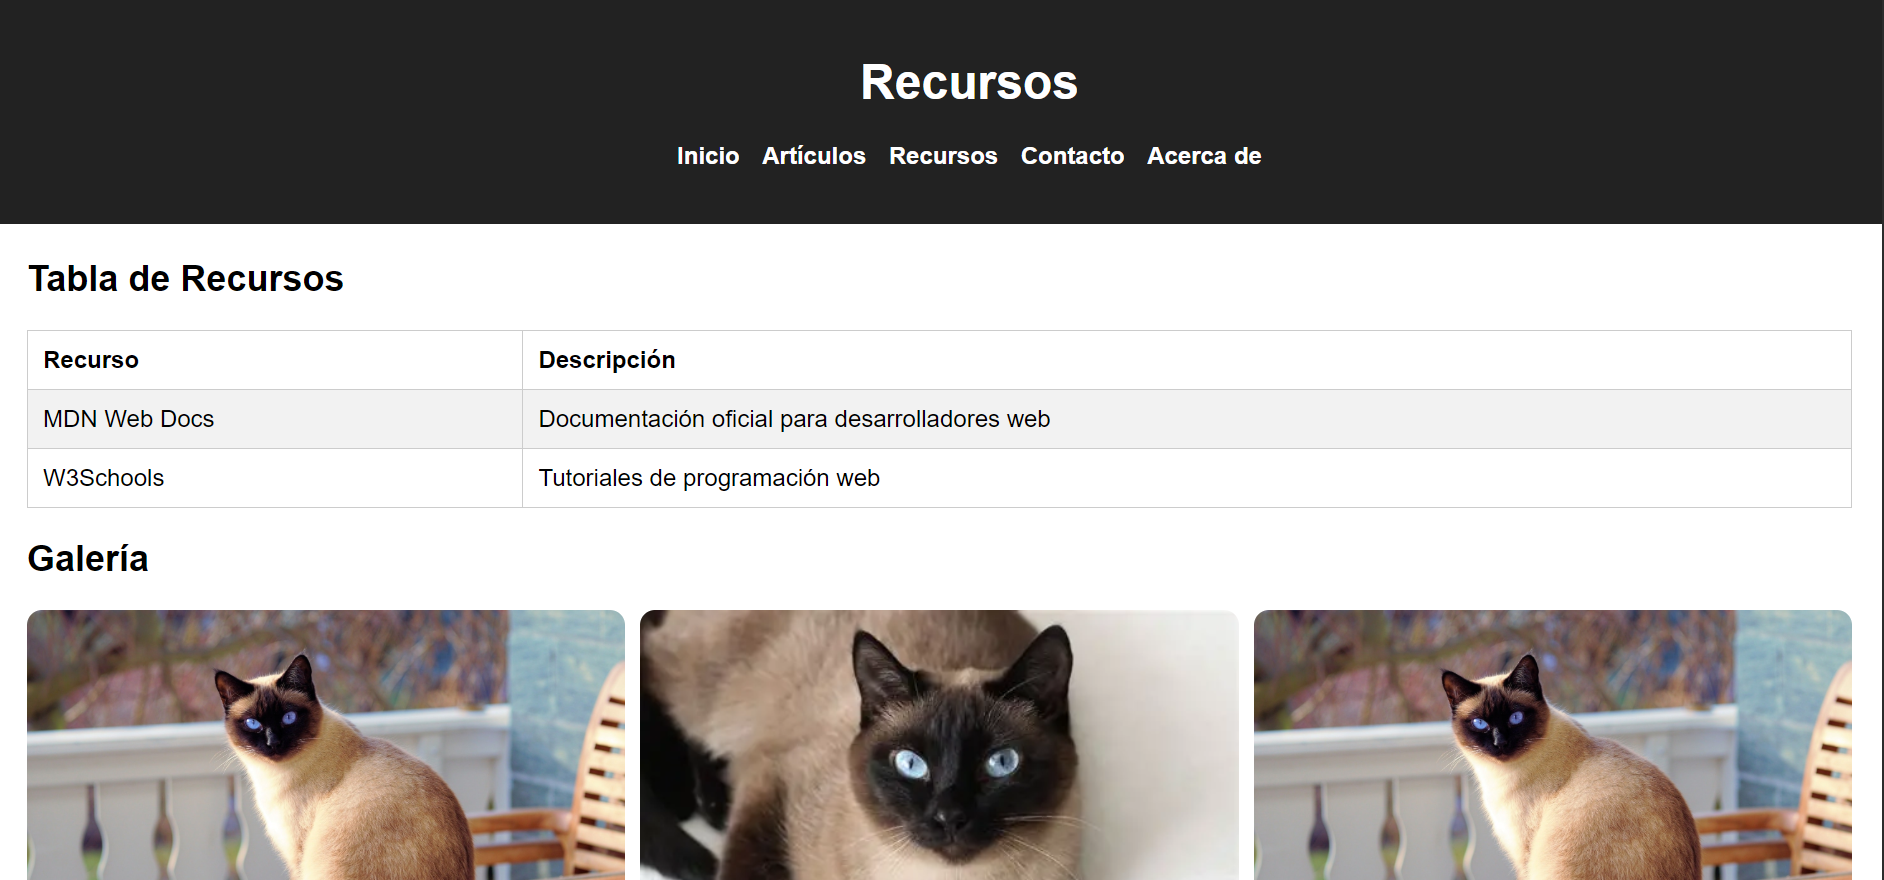 Recursos
Inicio Artículos Recursos Contacto Acerca de
Tabla de Recursos
Recurso Descripción
MDN Web Docs Documentación oficial para desarrolladores web
W3Schools Tutoriales de programación web
Galería